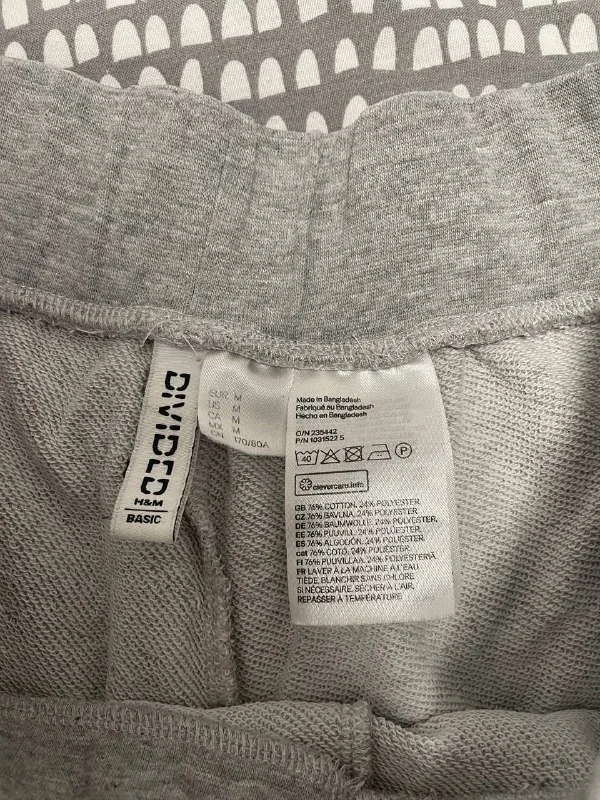 DIVIDED
H&M
BASIC
EUR M
US M
CA M
MX M
CN 170/80A
Made in Bangladesh
Fabriqué au Bangladesh
Hecho en Bangladesh
O/N 235442
P/N 1031522 5
40
P
clevercare.info
GB 76% COTTON, 24% POLYESTER.
CZ 76% BAVLNA, 24% POLYESTER.
DE 76% BAUMWOLLE, 24% POLYESTER.
EE 76% PUUVILL, 24% POLÜESTER.
ES 76% ALGODÓN, 24% POLIÉSTER.
cat 76% COTÓ, 24% POLIÈSTER.
FI 76% PUUVILLAA, 24% POLYESTERIA
FR LAVER À LA MACHINE À L'EAU
TIÈDE, BLANCHIR SANS CHLORE
SI NÉCESSAIRE, SÉCHER À L'AIR,
REPASSER À TEMPÉRATURE